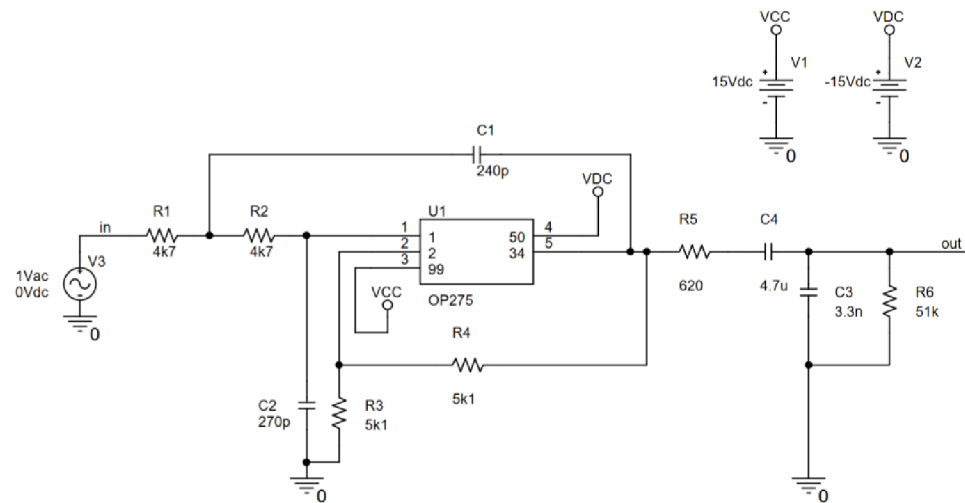 VCC
VDC
V1
V2
15Vdc
-15Vdc
+
+
-
-
0
0
C1
240p
VDC
R1
R2
U1
R5
C4
in
1
1
50
4
out
4k7
4k7
2
2
34
5
V3
3
99
1Vac
0Vdc
VCC
OP275
620
4.7u
C3
3.3n
R6
51k
0
R4
5k1
C2
270p
R3
5k1
0
0